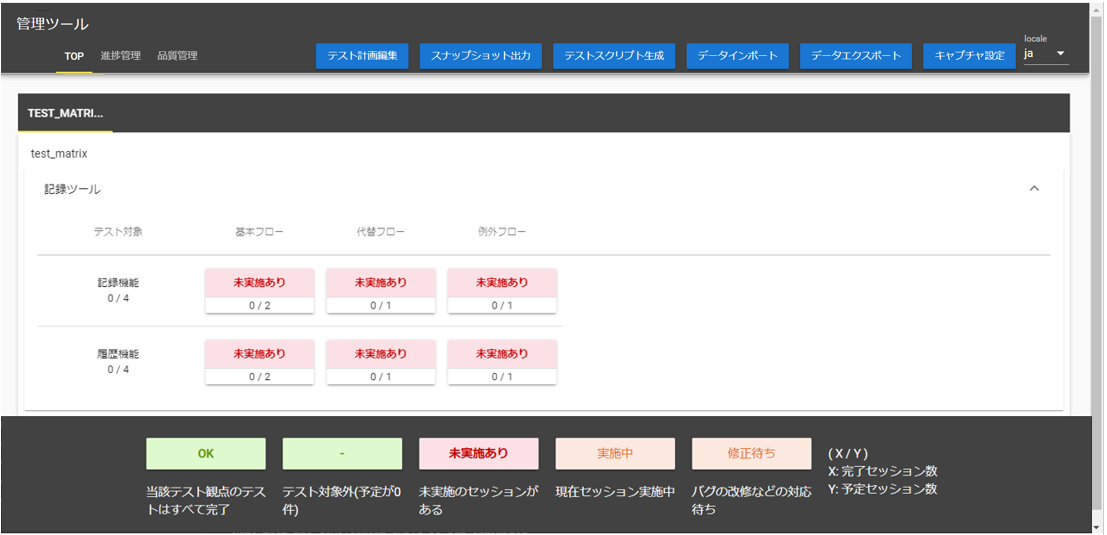 管理ツール
TOP 進捗管理 品質管理 テスト計画編集 スナップショット出力 テストスクリプト生成 データインポート データエクスポート キャプチャ設定 locale
ja
TEST_MATRI...
test_matrix
記録ツール
テスト対象 基本フロー 代替フロー 例外フロー
記録機能 未実施あり 未実施あり 未実施あり
0 / 4 0 / 2 0 / 1 0 / 1
履歴機能 未実施あり 未実施あり 未実施あり
0 / 4 0 / 2 0 / 1 0 / 1
OK - 未実施あり 実施中 修正待ち
当該テスト観点のテス
トはすべて完了
テスト対象外(予定が0
件)
未実施のセッションが
ある
現在セッション実施中
バグの改修などの対応
待ち
( X / Y )
X: 完了セッション数
Y: 予定セッション数